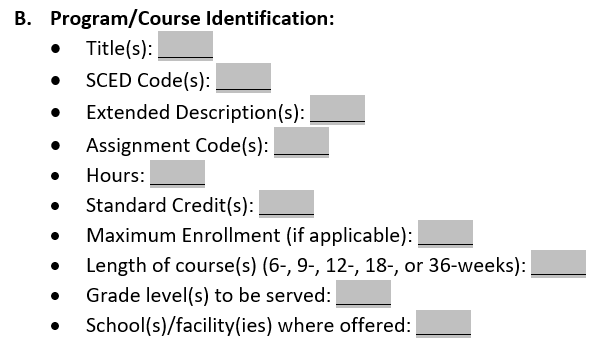 B. Program/Course Identification:
• Title(s):
• SCED Code(s):
• Extended Description(s):
• Assignment Code(s):
• Hours:
• Standard Credit(s):
• Maximum Enrollment (if applicable):
• Length of course(s) (6-, 9-, 12-, 18-, or 36-weeks):
• Grade level(s) to be served:
• School(s)/facility(ies) where offered: